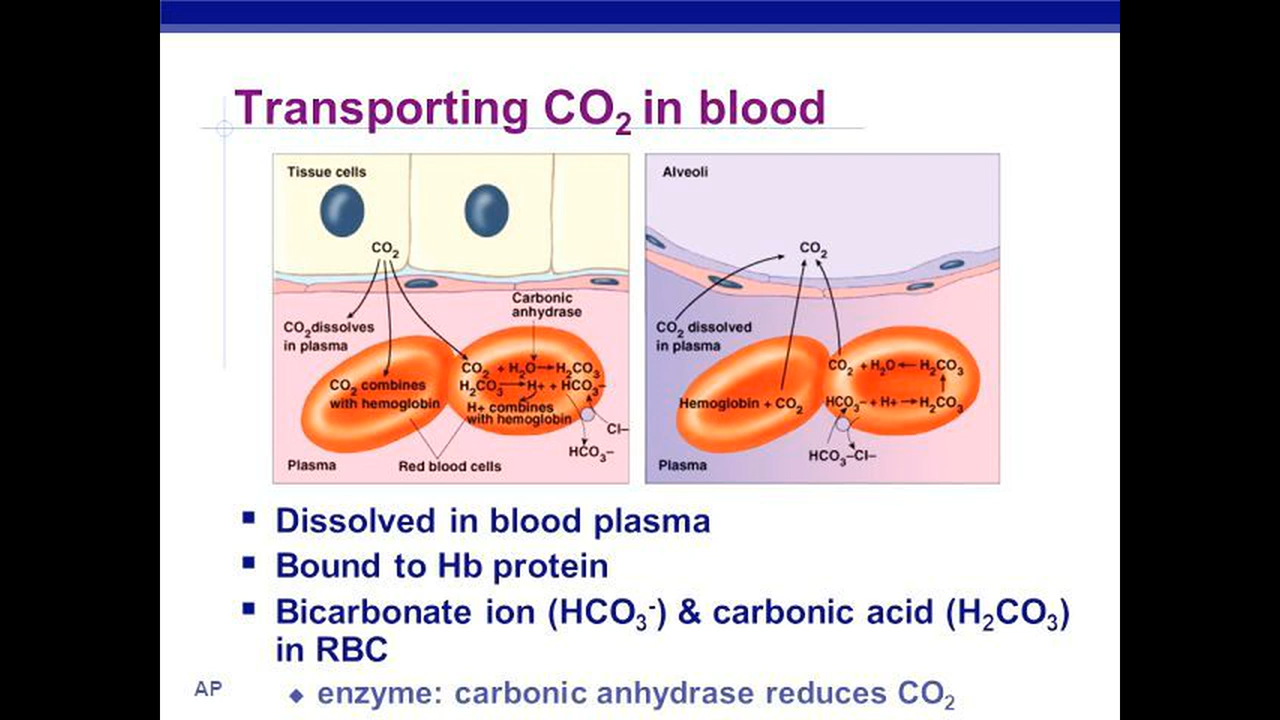 Transporting CO₂ in blood
Tissue cells
CO₂
Carbonic
anhydrase
CO₂dissolves
in plasma
CO₂ combines
with hemoglobin
CO₂ + H₂O→H₂CO₃
H₂CO₃→H+ + HCO₃–
H+ combines
with hemoglobin
Cl–
HCO₃–
Plasma
Red blood cells
Alveoli
CO₂
CO₂ dissolved
in plasma
Hemoglobin + CO₂
CO₂ + H₂O←H₂CO₃
HCO₃– + H+→H₂CO₃
HCO₃–Cl–
Plasma
▪ Dissolved in blood plasma
▪ Bound to Hb protein
▪ Bicarbonate ion (HCO₃⁻) & carbonic acid (H₂CO₃)
in RBC
◆ enzyme: carbonic anhydrase reduces CO₂
AP